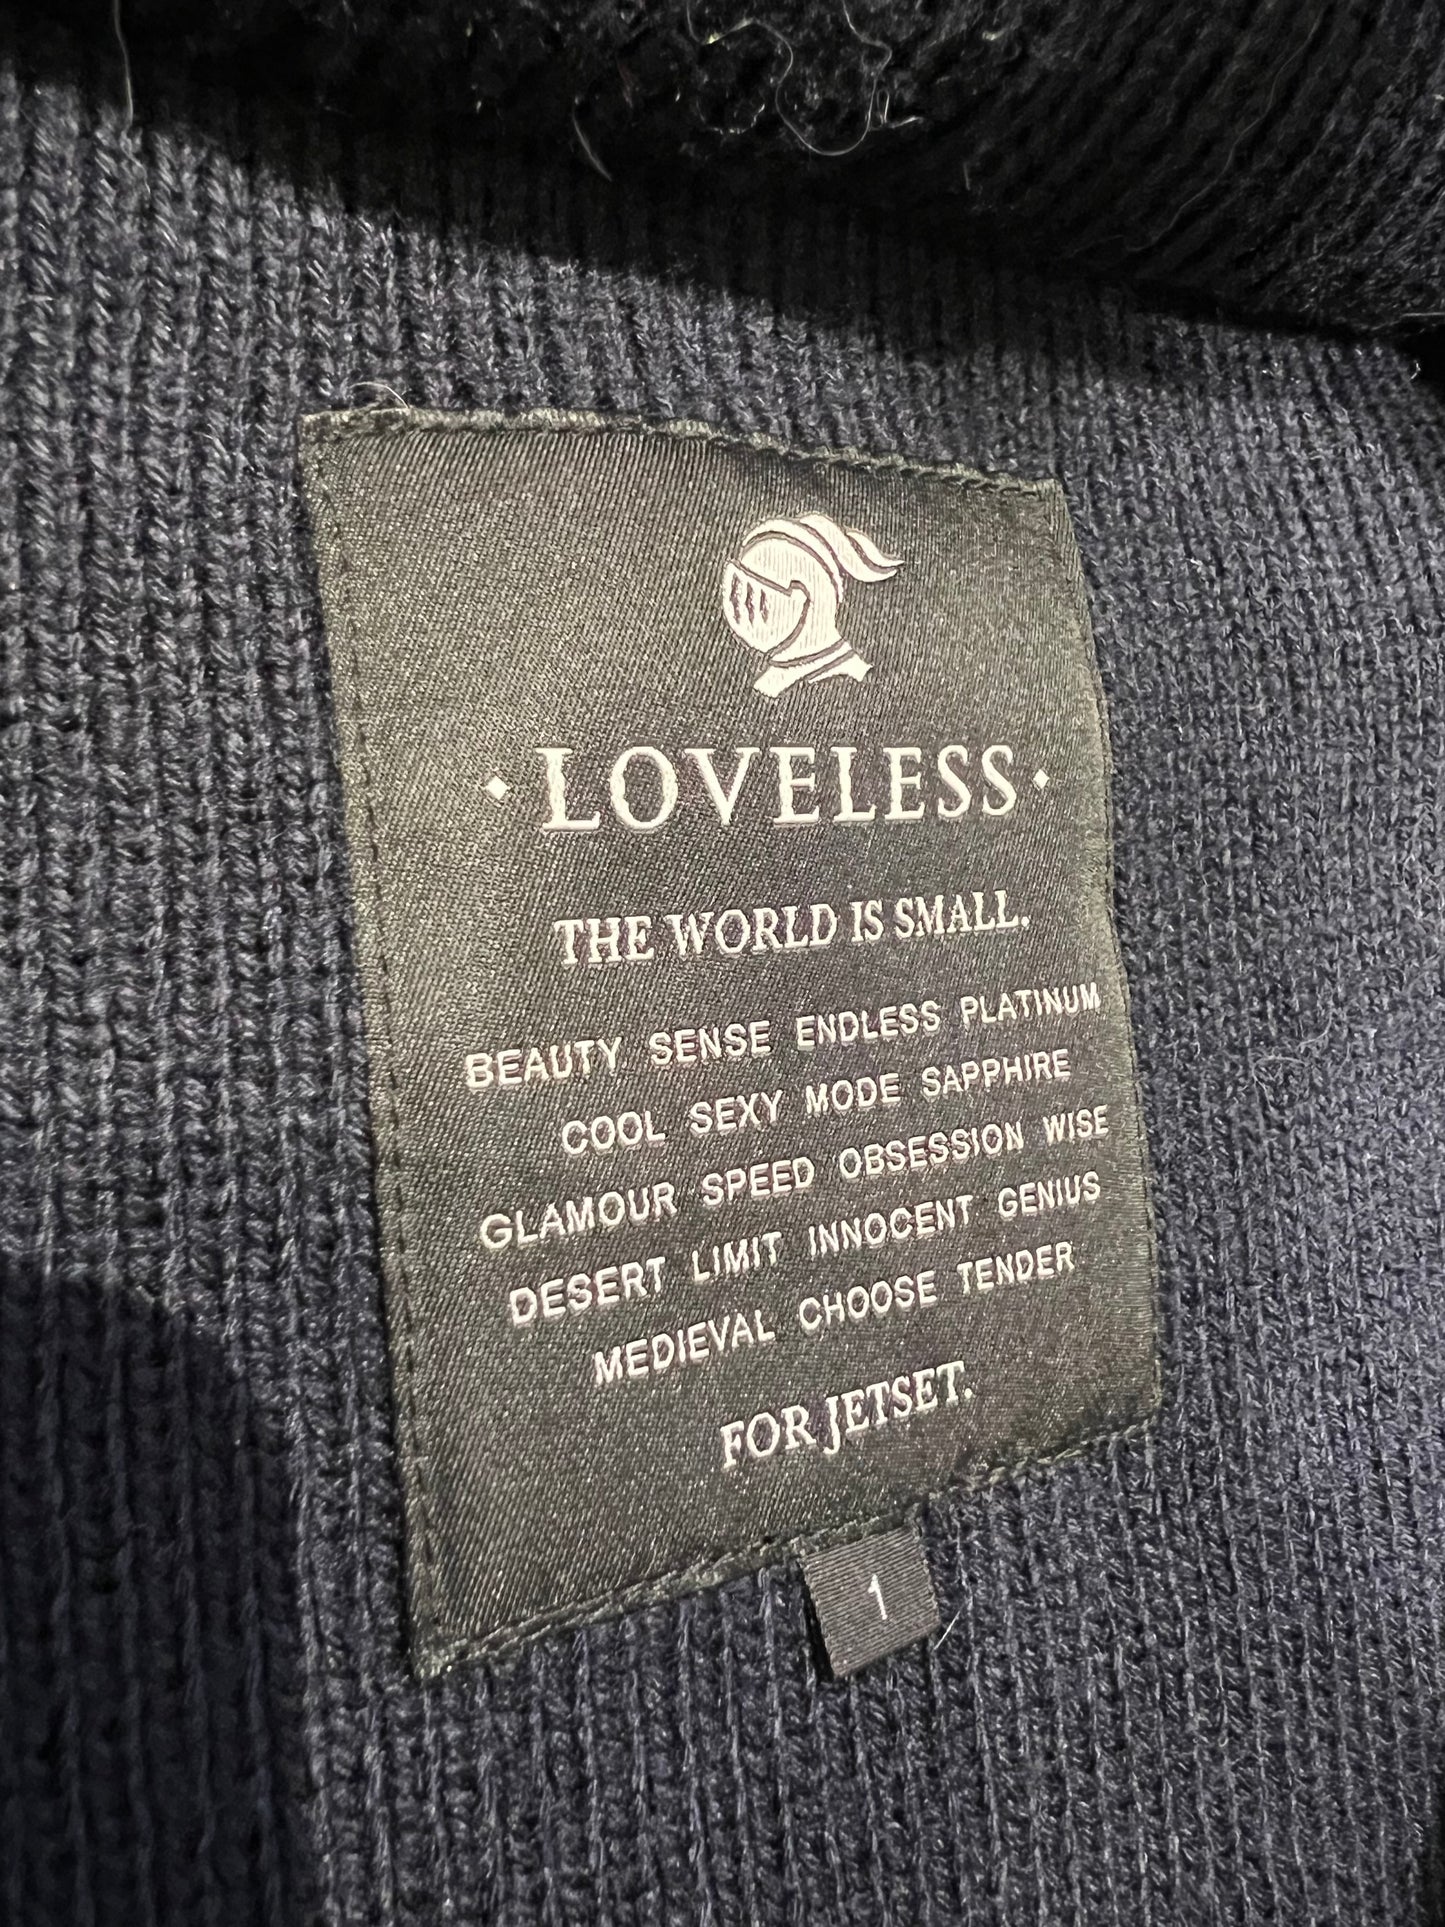 LOVELESS
THE WORLD IS SMALL.
BEAUTY SENSE ENDLESS PLATINUM
COOL SEXY MODE SAPPHIRE
GLAMOUR SPEED OBSESSION WISE
DESERT LIMIT INNOCENT GENIUS
MEDIEVAL CHOOSE TENDER
FOR JETSET.
1